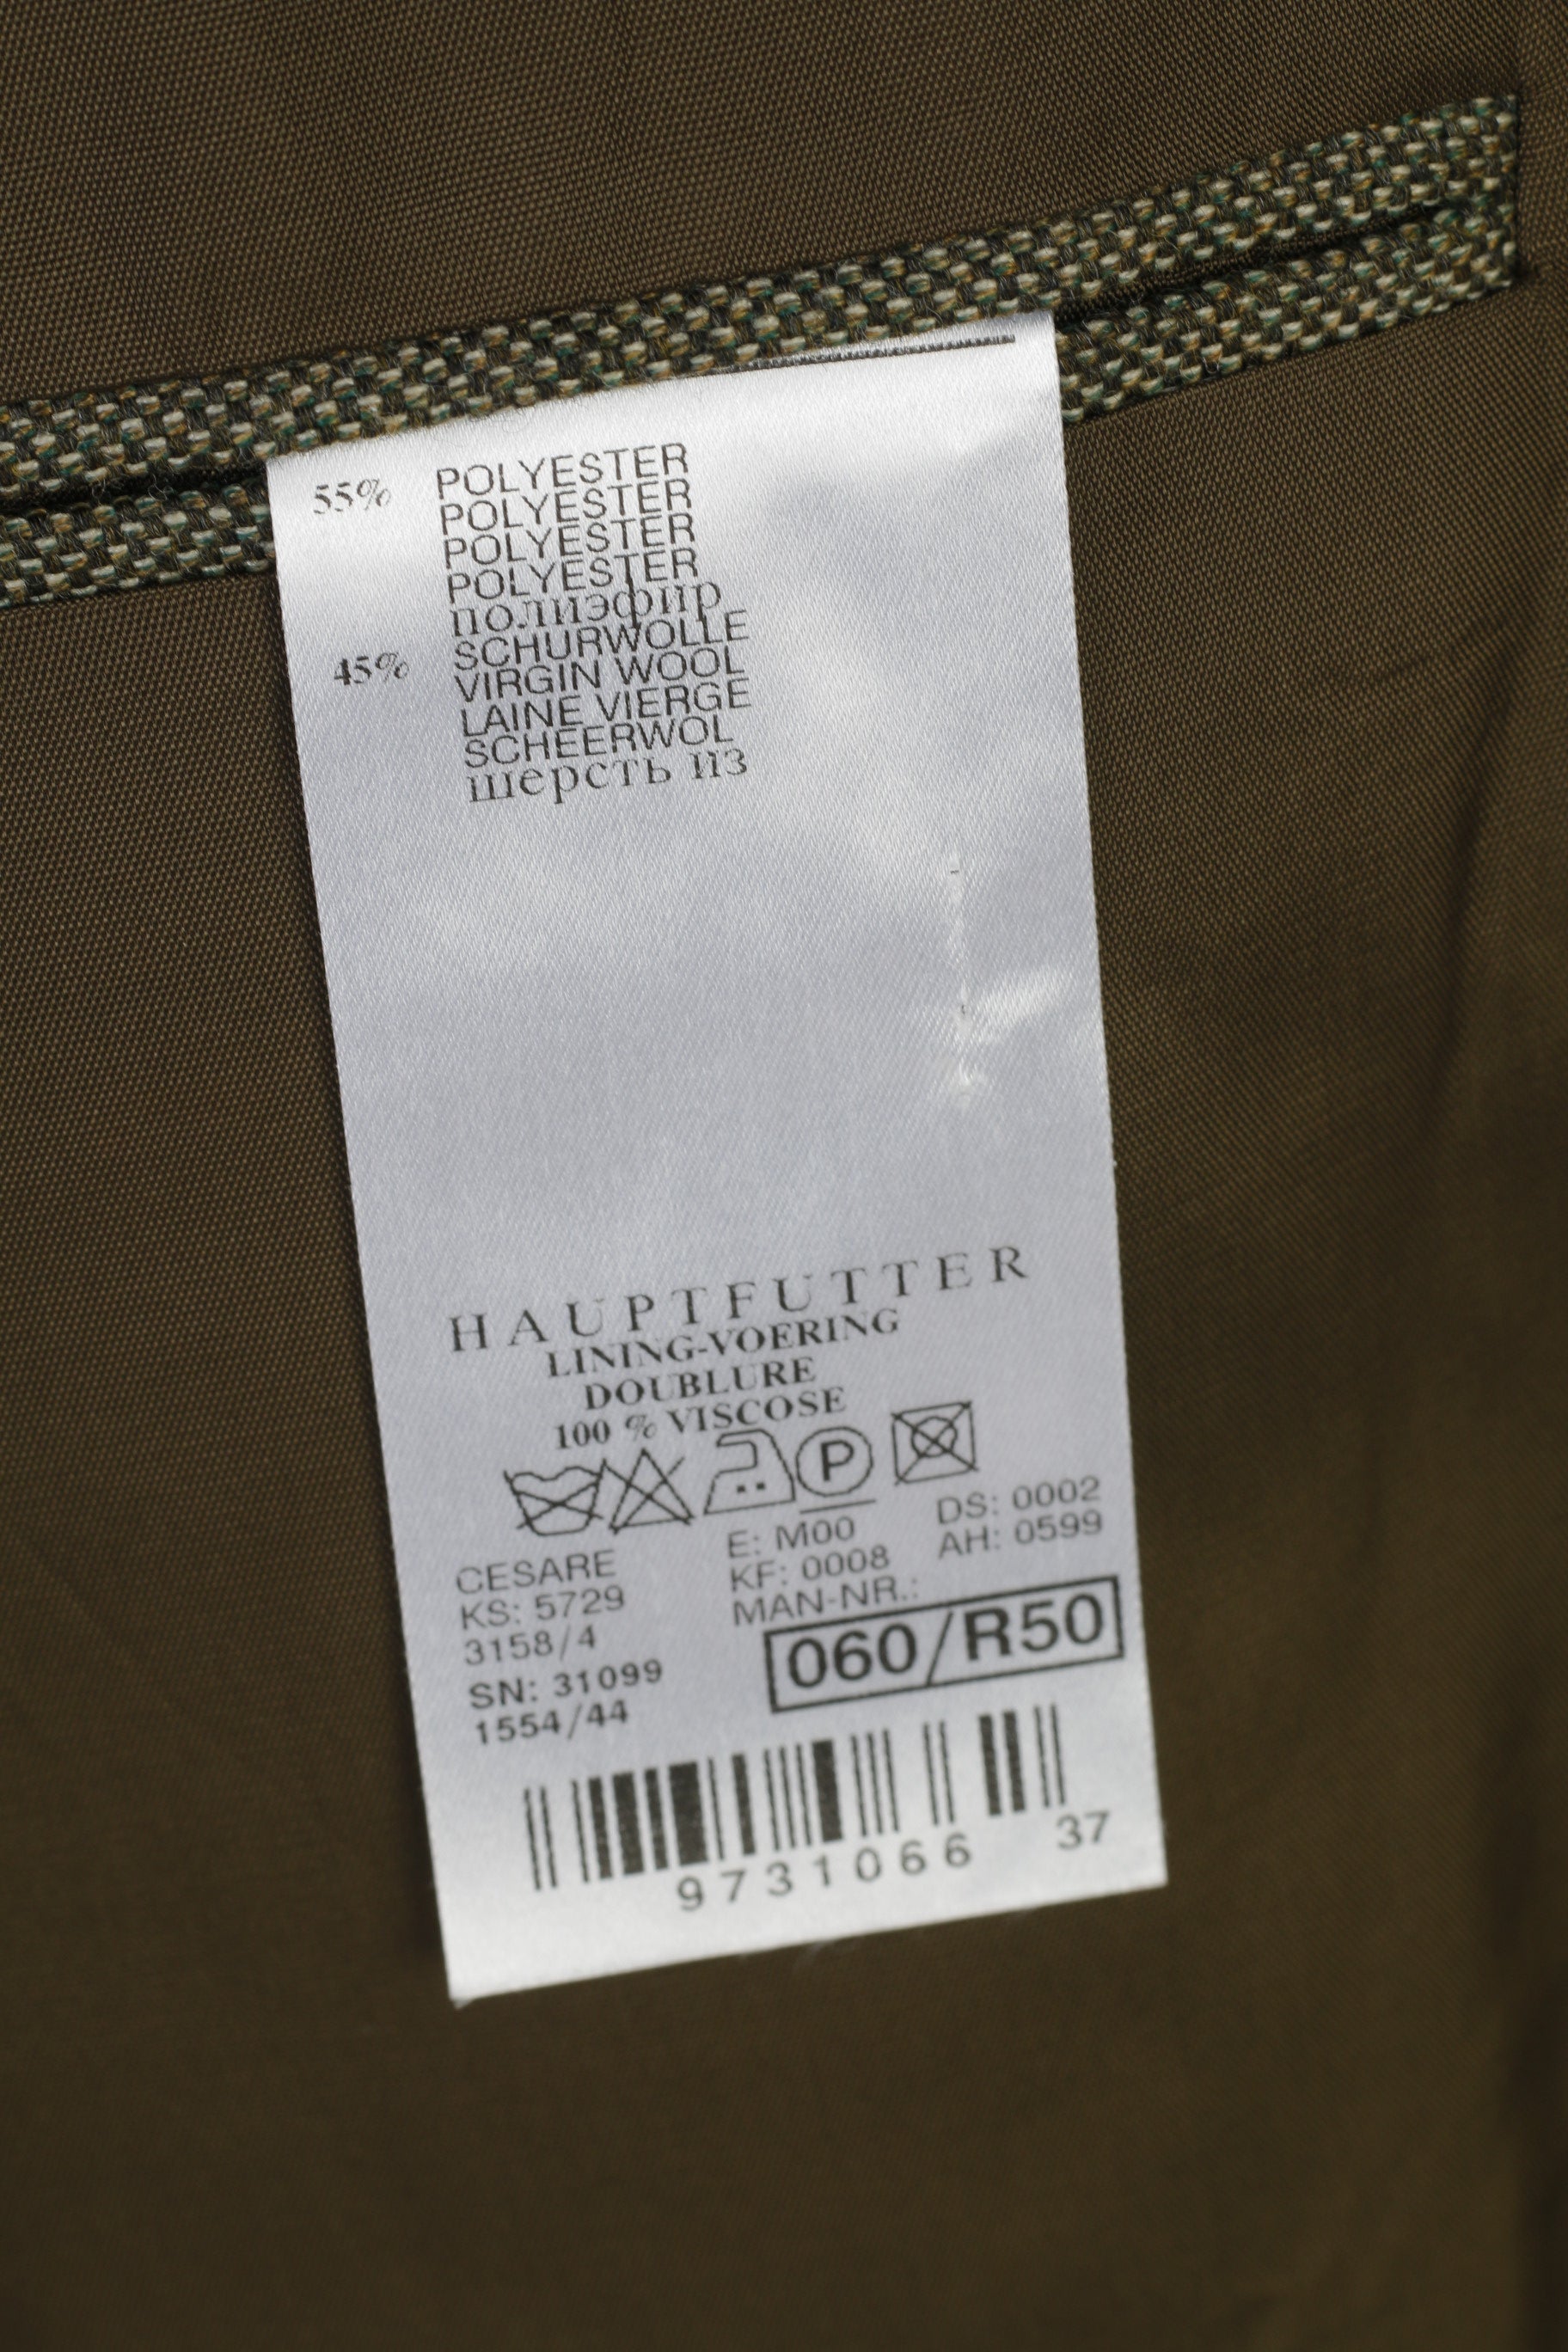 55% POLYESTER
POLYESTER
POLYESTER
POLYESTER
полиэфир
45% SCHURWOLLE
VIRGIN WOOL
LAINE VIERGE
SCHEERWOL
шерсть из
HAUPTFUTTER
LINING-VOERING
DOUBLURE
100 % VISCOSE
P
CESARE E: M00 DS: 0002
KS: 5729 KF: 0008 AH: 0599
3158/4 MAN-NR.:
SN: 31099 060/R50
1554/44
9731066 37